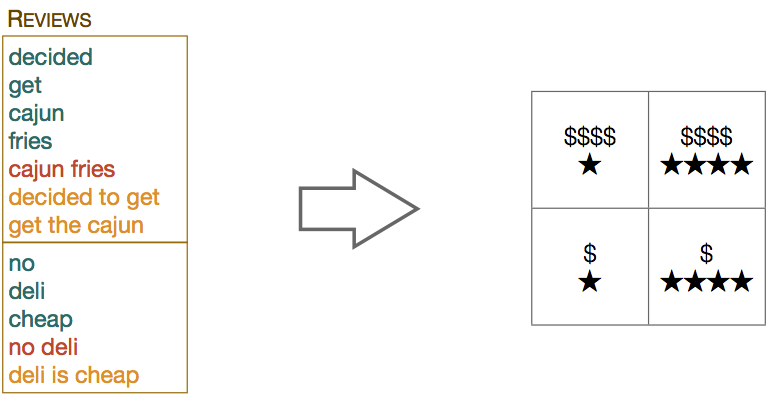 REVIEWS
decided
get
cajun
fries
cajun fries
decided to get
get the cajun
no
deli
cheap
no deli
deli is cheap
$$$$ $$$$
★ ★★★★
$ $
★ ★★★★